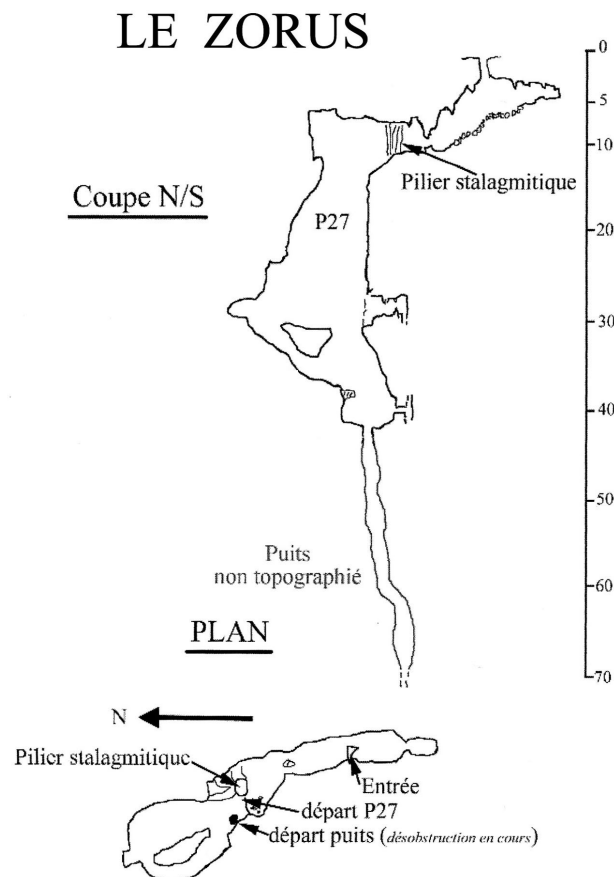 LE ZORUS
0
5
10
Pilier stalagmitique
Coupe N/S
P27
20
30
40
50
Puits
non topographié
60
PLAN
70
N
Pilier stalagmitique
Entrée
départ P27
départ puits (désobstruction en cours)